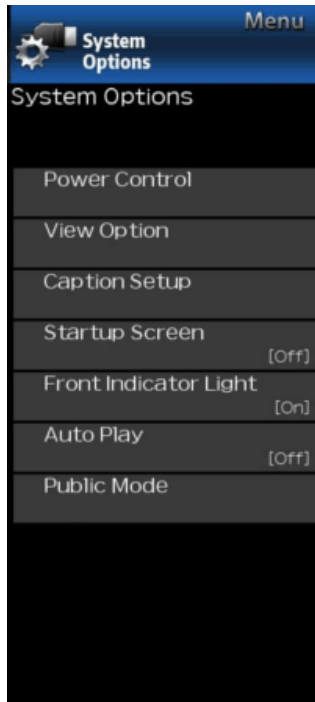 Menu
System
Options
System Options
Power Control
View Option
Caption Setup
Startup Screen
[Off]
Front Indicator Light
[On]
Auto Play
[Off]
Public Mode